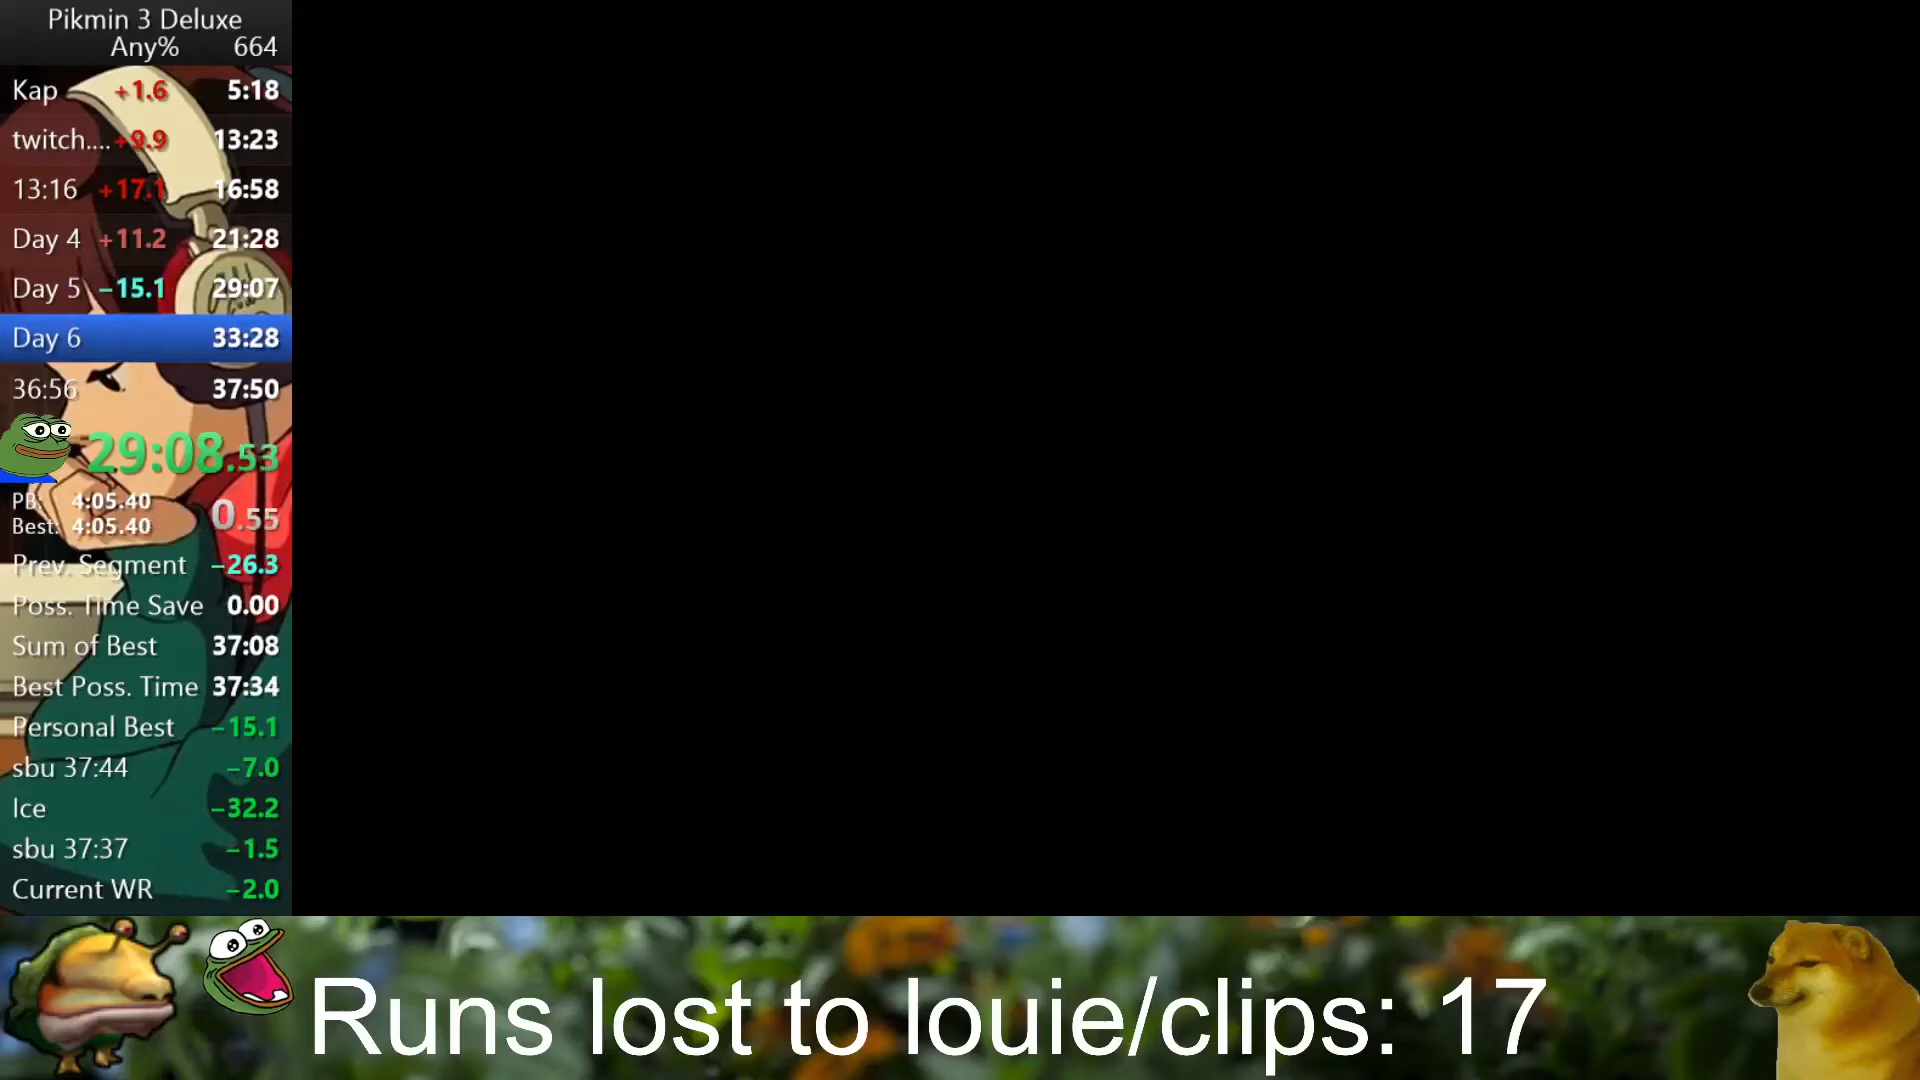 Pikmin 3 Deluxe
Any% 664
Kap +1.6 5:18
twitch.... +9.9 13:23
13:16 +17.1 16:58
Day 4 +11.2 21:28
Day 5 −15.1 29:07
Day 6 33:28
36:56 37:50
29:08.53
PB: 4:05.40
Best: 4:05.40
0.55
Prev. Segment −26.3
Poss. Time Save 0.00
Sum of Best 37:08
Best Poss. Time 37:34
Personal Best −15.1
sbu 37:44 −7.0
Ice −32.2
sbu 37:37 −1.5
Current WR −2.0
Runs lost to louie/clips: 17